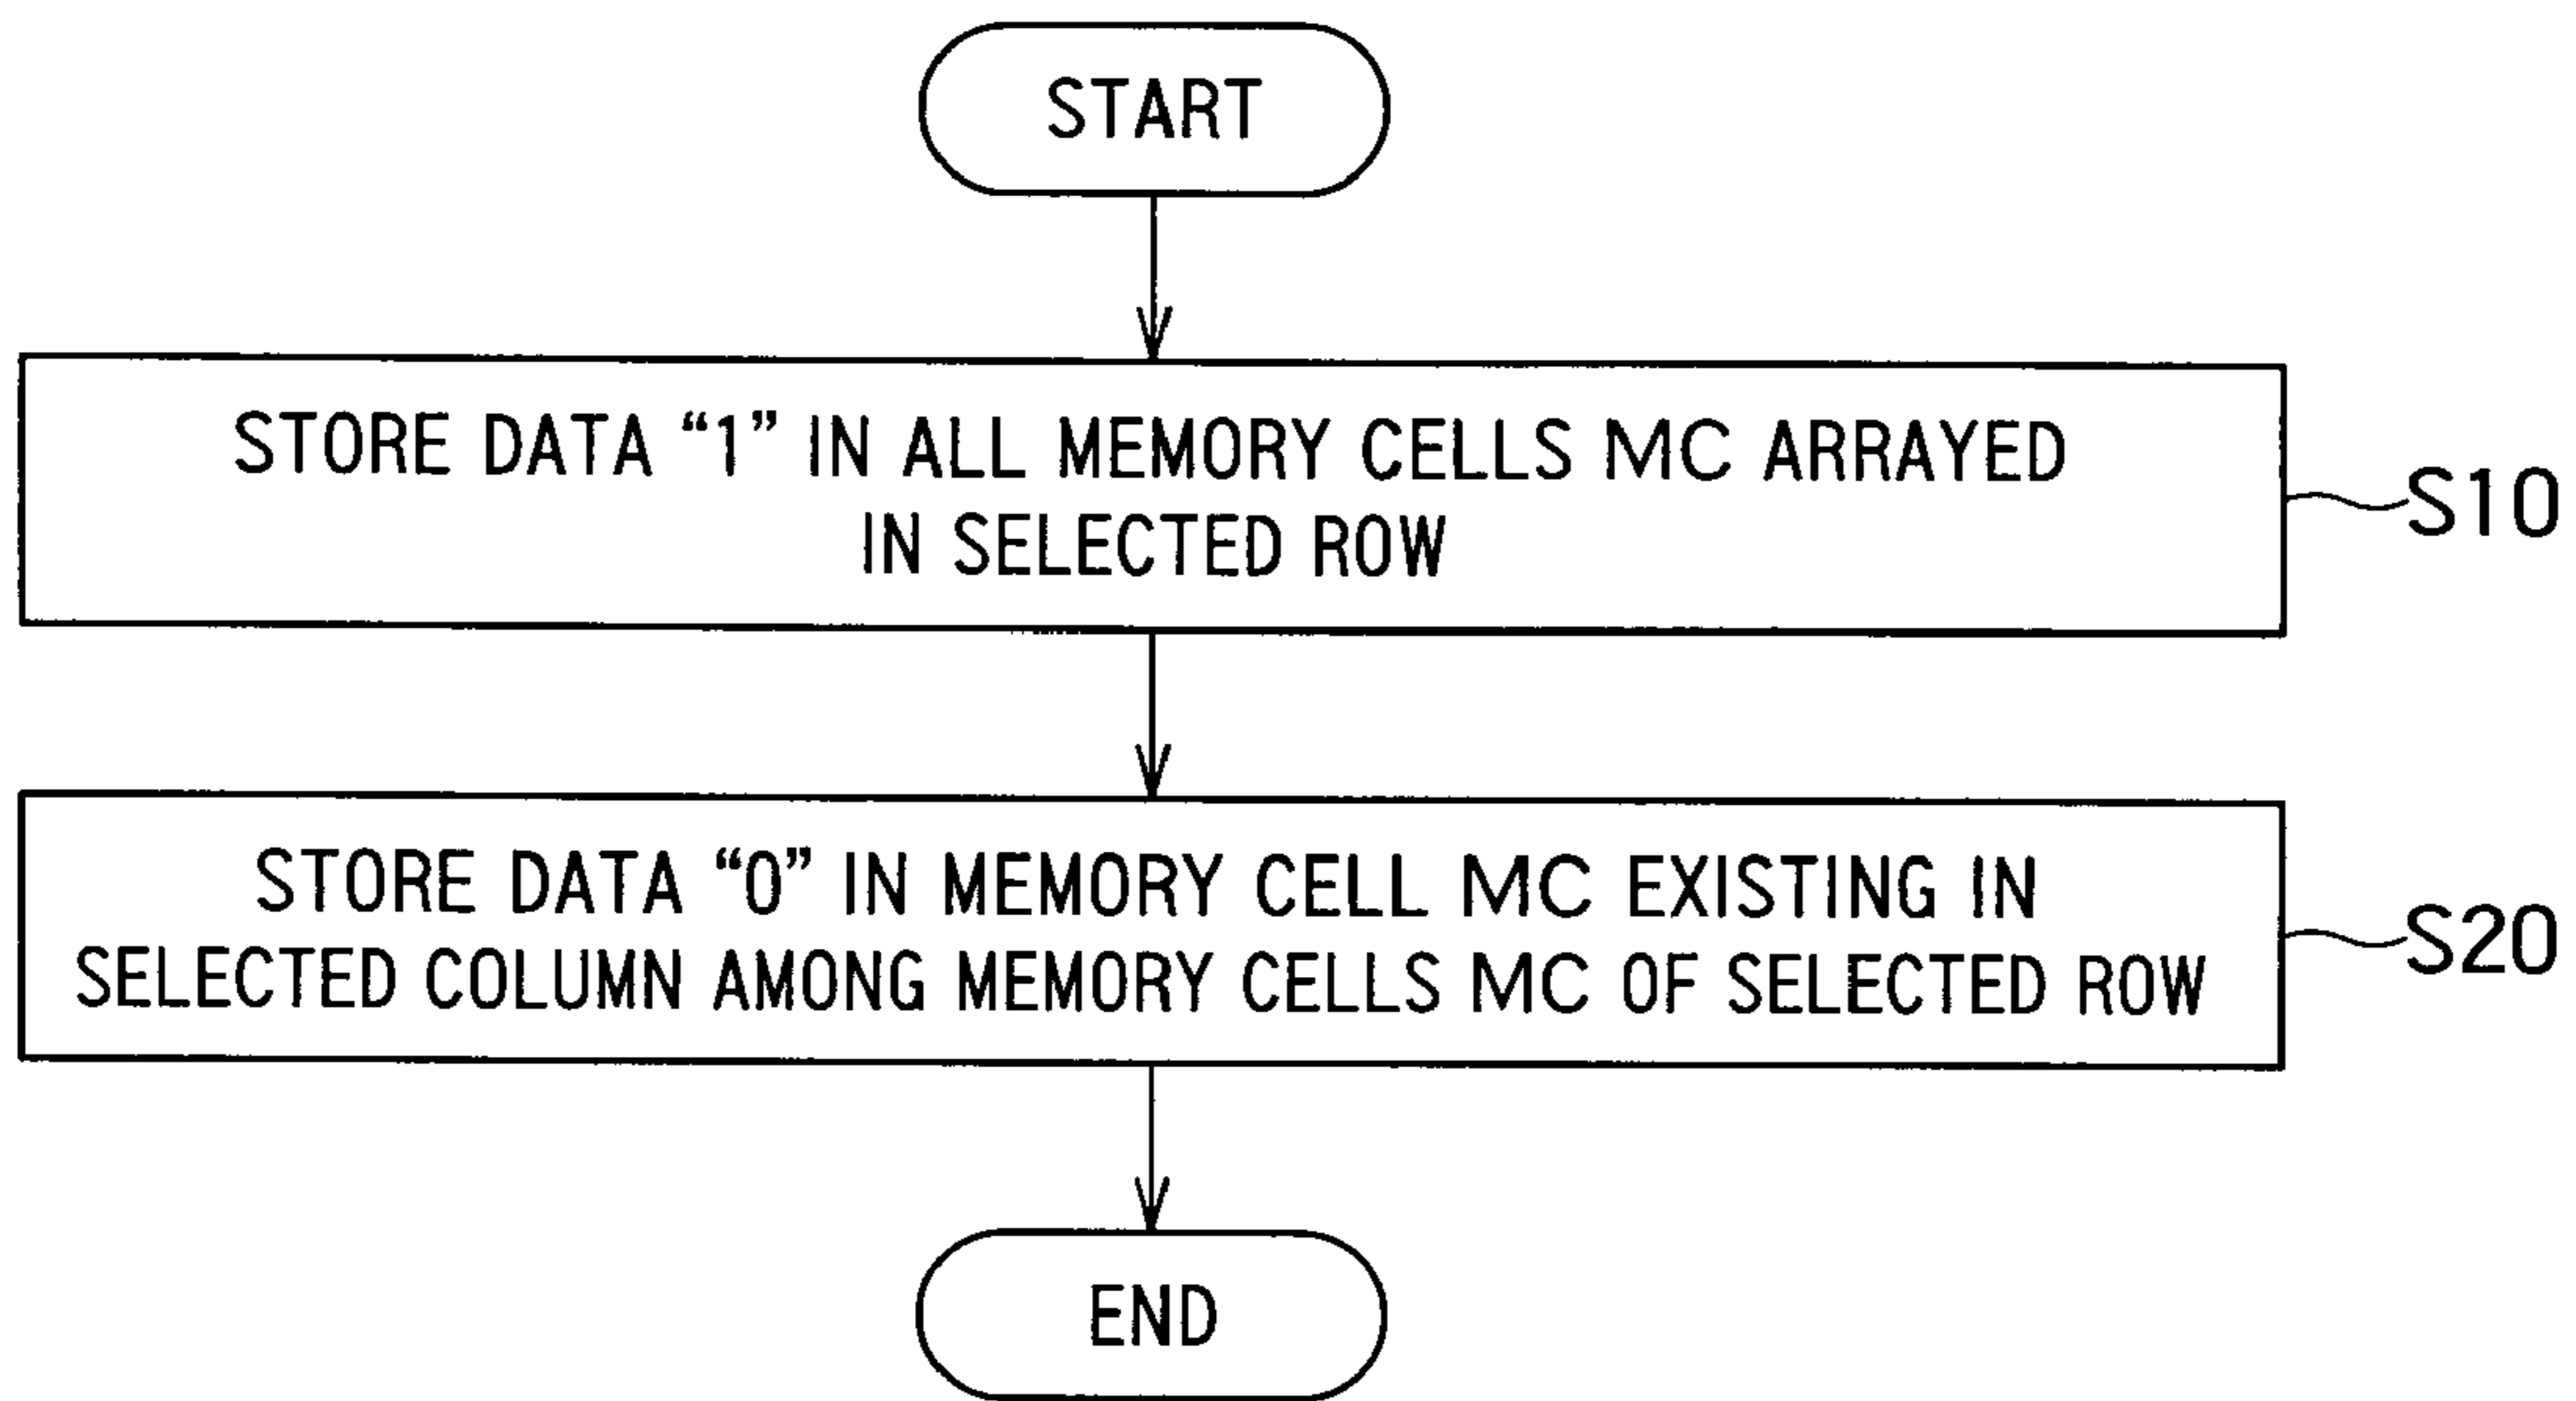 START
STORE DATA “1” IN ALL MEMORY CELLS MC ARRAYED
IN SELECTED ROW
S10
STORE DATA “0” IN MEMORY CELL MC EXISTING IN
SELECTED COLUMN AMONG MEMORY CELLS MC OF SELECTED ROW
S20
END